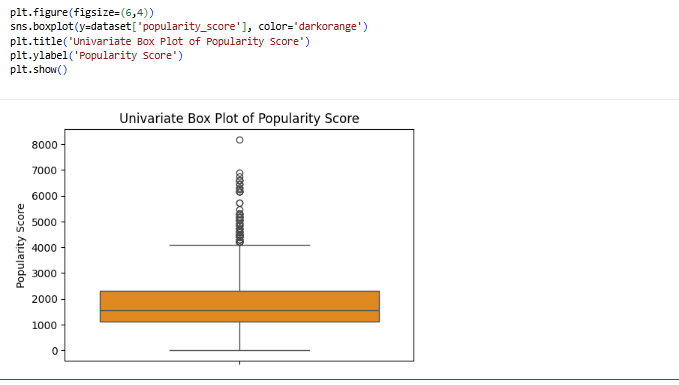 plt.figure(figsize=(6,4))
sns.boxplot(y=dataset['popularity_score'], color='darkorange')
plt.title('Univariate Box Plot of Popularity Score')
plt.ylabel('Popularity Score')
plt.show()
Univariate Box Plot of Popularity Score
8000
7000
6000
5000
4000
3000
2000
1000
0
Popularity Score